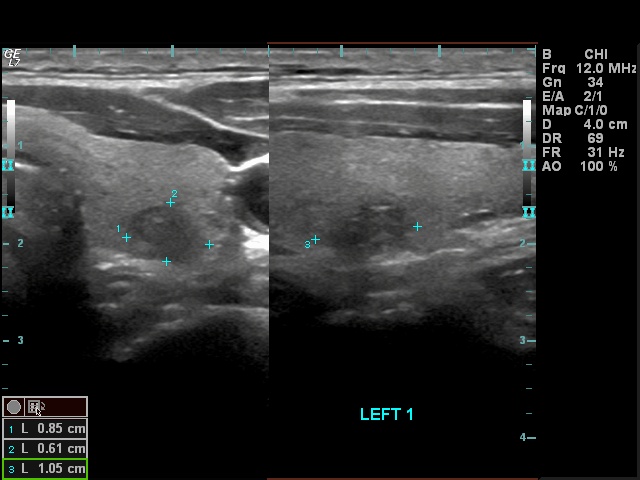 GE
L7
B CHI
Frq 12.0 MHz
Gn 34
E/A 2/1
Map C/1/0
D 4.0 cm
DR 69
FR 31 Hz
AO 100 %
1
1
2
1
2
3
2
3
1
2
3
4
LEFT 1
1 L 0.85 cm
2 L 0.61 cm
3 L 1.05 cm